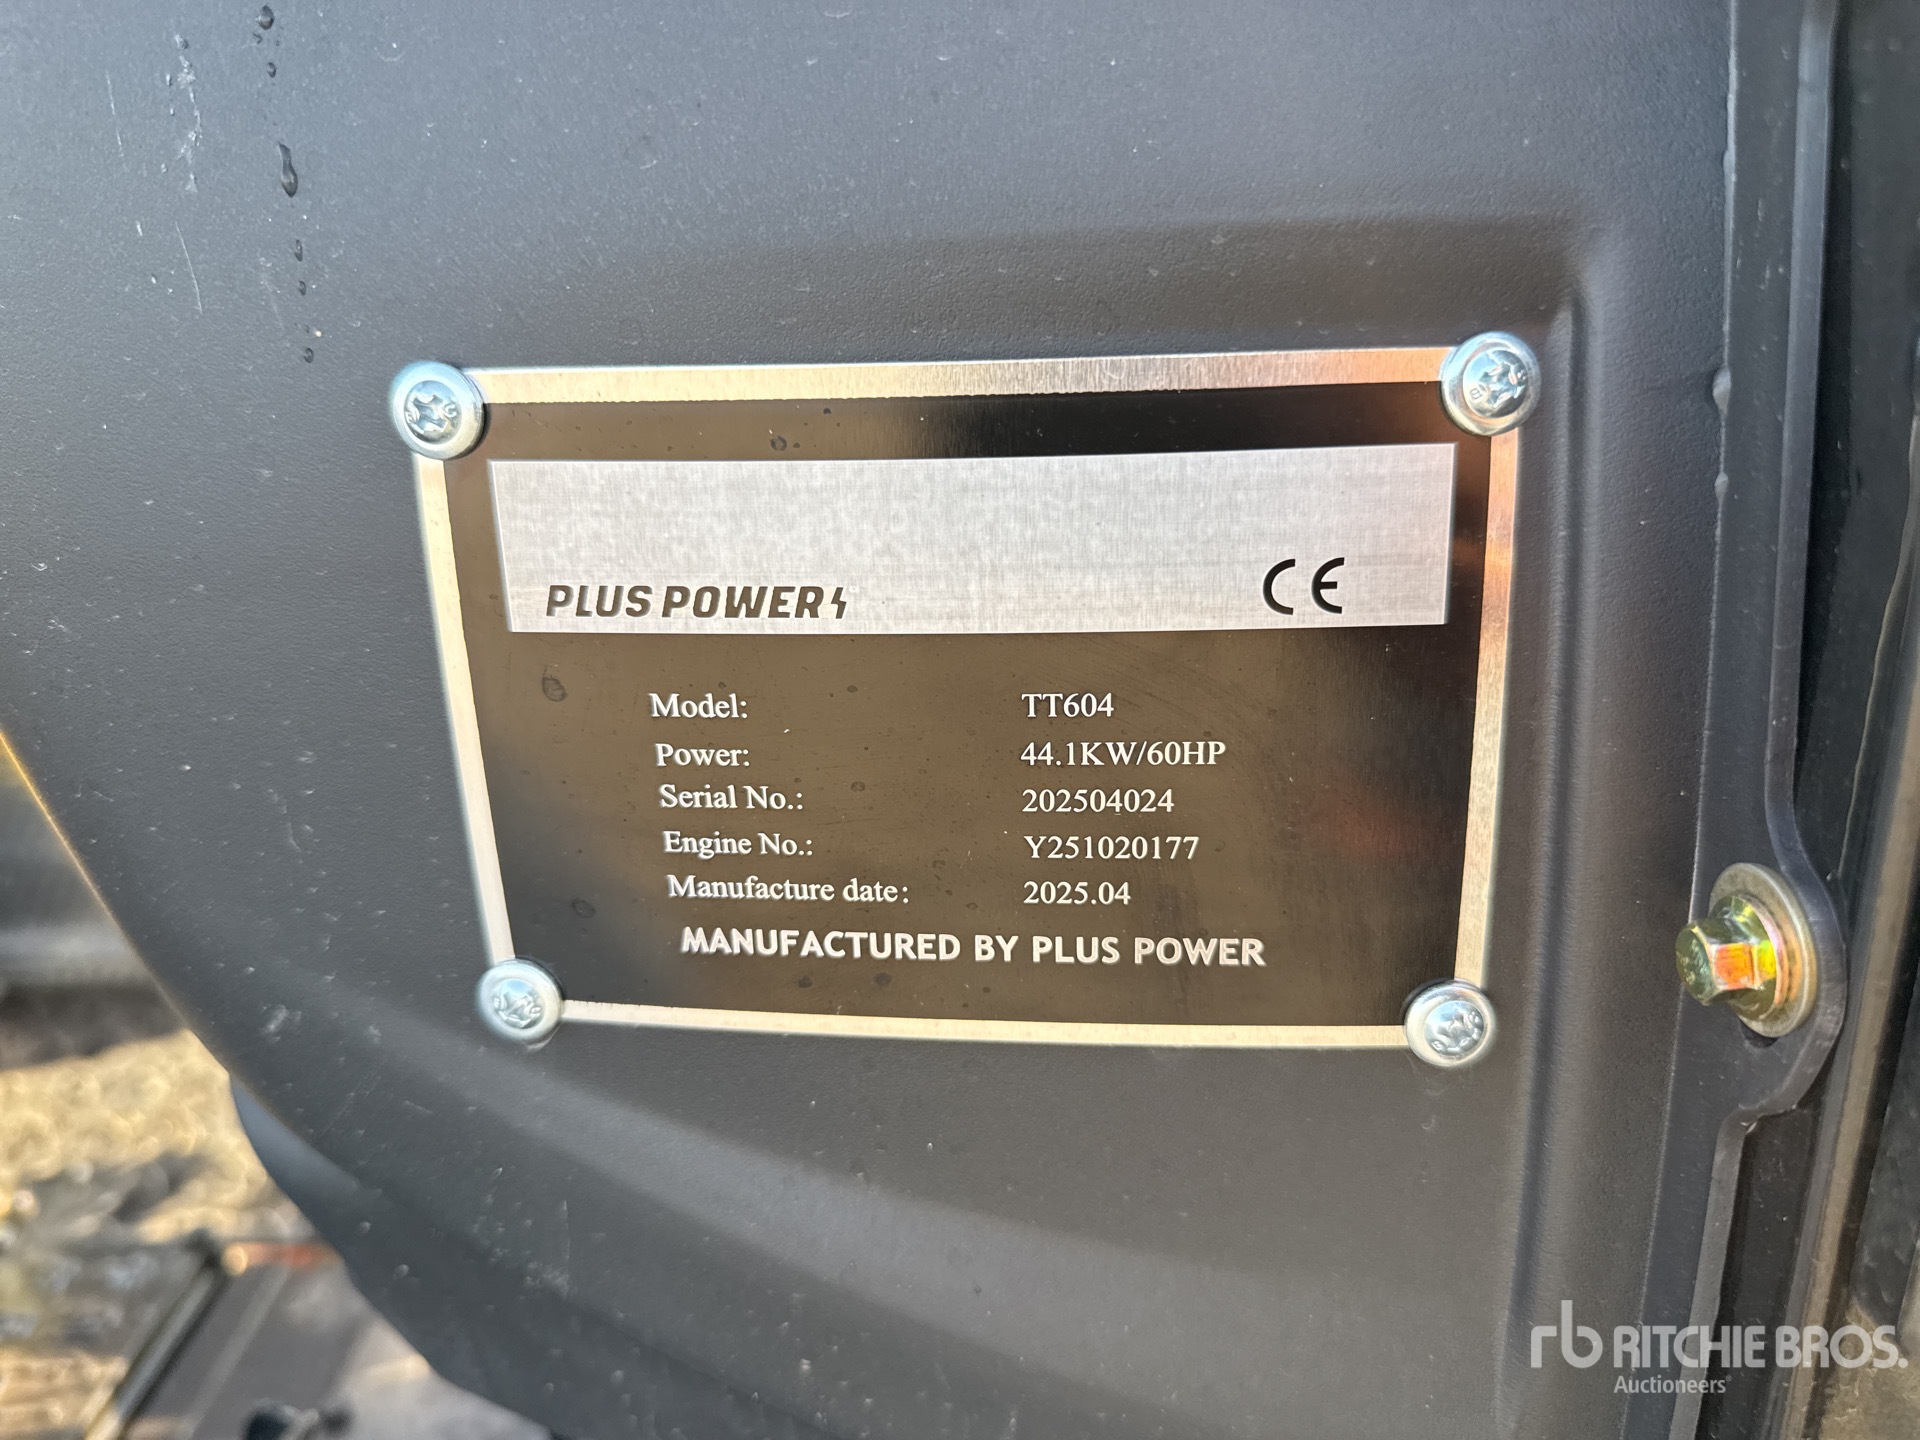 PLUS POWER
CE
Model: TT604
Power: 44.1KW/60HP
Serial No.: 202504024
Engine No.: Y251020177
Manufacture date: 2025.04
MANUFACTURED BY PLUS POWER
rb RITCHIE BROS.
Auctioneers